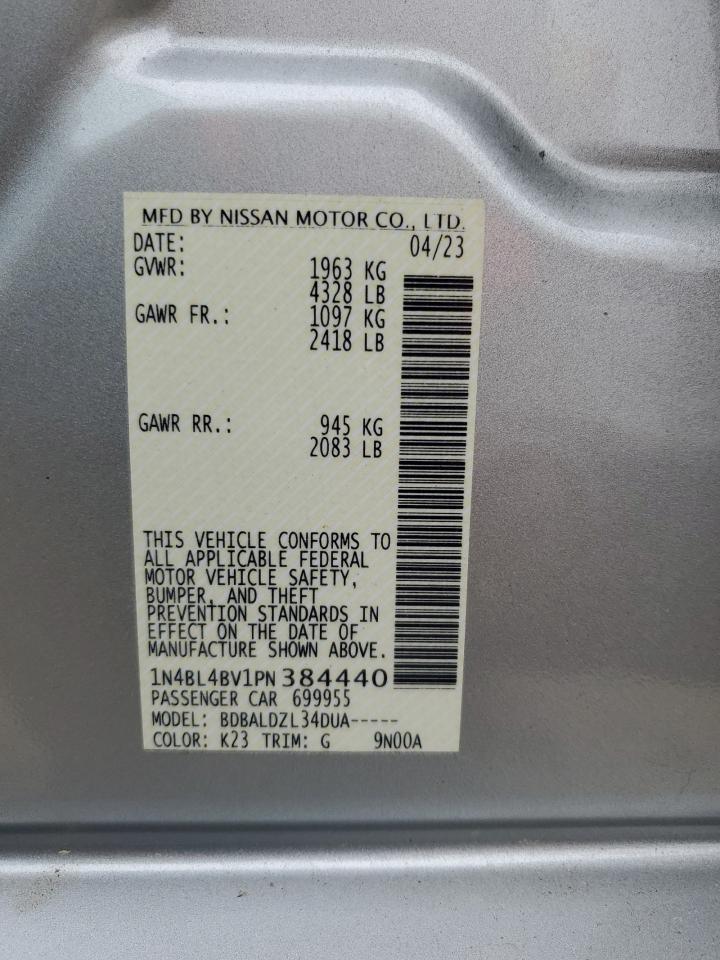 MFD BY NISSAN MOTOR CO., LTD.
DATE: 04/23
GVWR: 1963 KG
4328 LB
GAWR FR.: 1097 KG
2418 LB
GAWR RR.: 945 KG
2083 LB
THIS VEHICLE CONFORMS TO
ALL APPLICABLE FEDERAL
MOTOR VEHICLE SAFETY,
BUMPER, AND THEFT
PREVENTION STANDARDS IN
EFFECT ON THE DATE OF
MANUFACTURE SHOWN ABOVE.
1N4BL4BV1PN384440
PASSENGER CAR 699955
MODEL: BDBALDZL34DUA-----
COLOR: K23 TRIM: G 9N00A